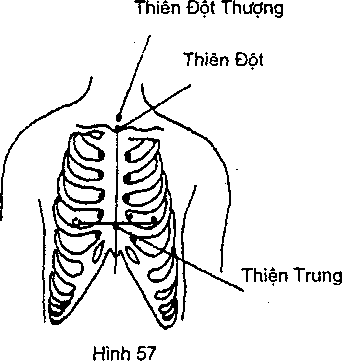 Thiên Đột Thượng
Thiên Đột
Thiện Trung
Hình 57